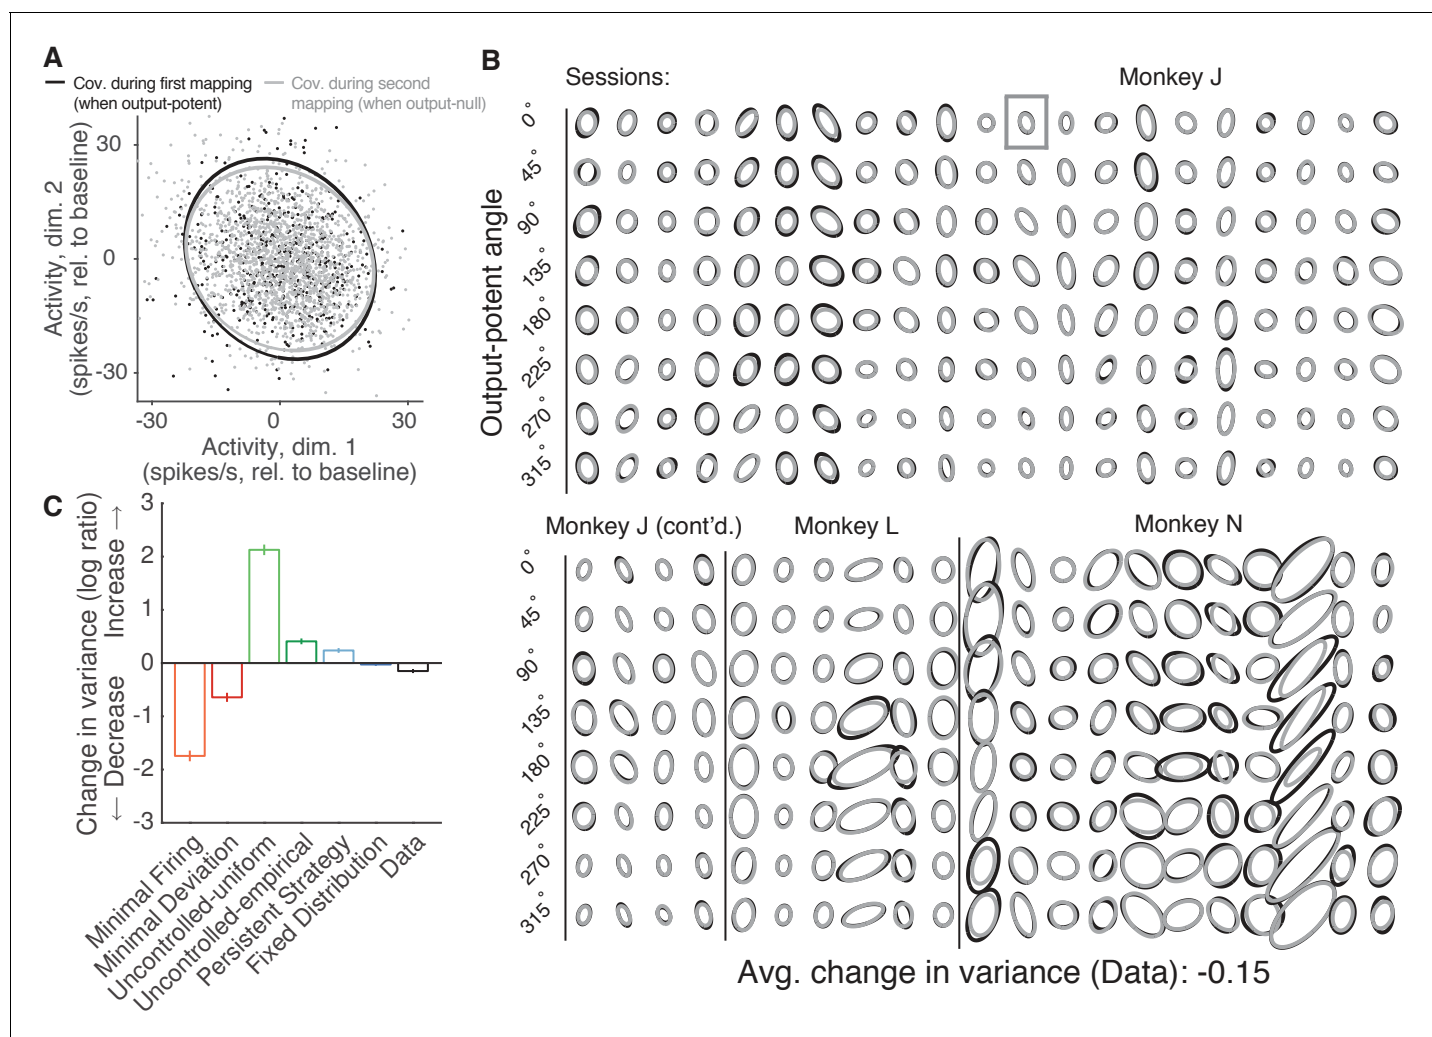 A
Cov. during first mapping
(when output-potent)
Cov. during second
mapping (when output-null)
Activity, dim. 2
(spikes/s, rel. to baseline)
30
0
-30
-30
0
30
Activity, dim. 1
(spikes/s, rel. to baseline)
B
Sessions:
Monkey J
Output-potent angle
0°
45°
90°
135°
180°
225°
270°
315°
Monkey J (cont'd.)
Monkey L
Monkey N
0°
45°
90°
135°
180°
225°
270°
315°
Avg. change in variance (Data): -0.15
C
Change in variance (log ratio)
← Decrease
Increase →
3
2
1
0
-1
-2
-3
Minimal Firing
Minimal Deviation
Uncontrolled-uniform
Uncontrolled-empirical
Persistent Strategy
Fixed Distribution
Data